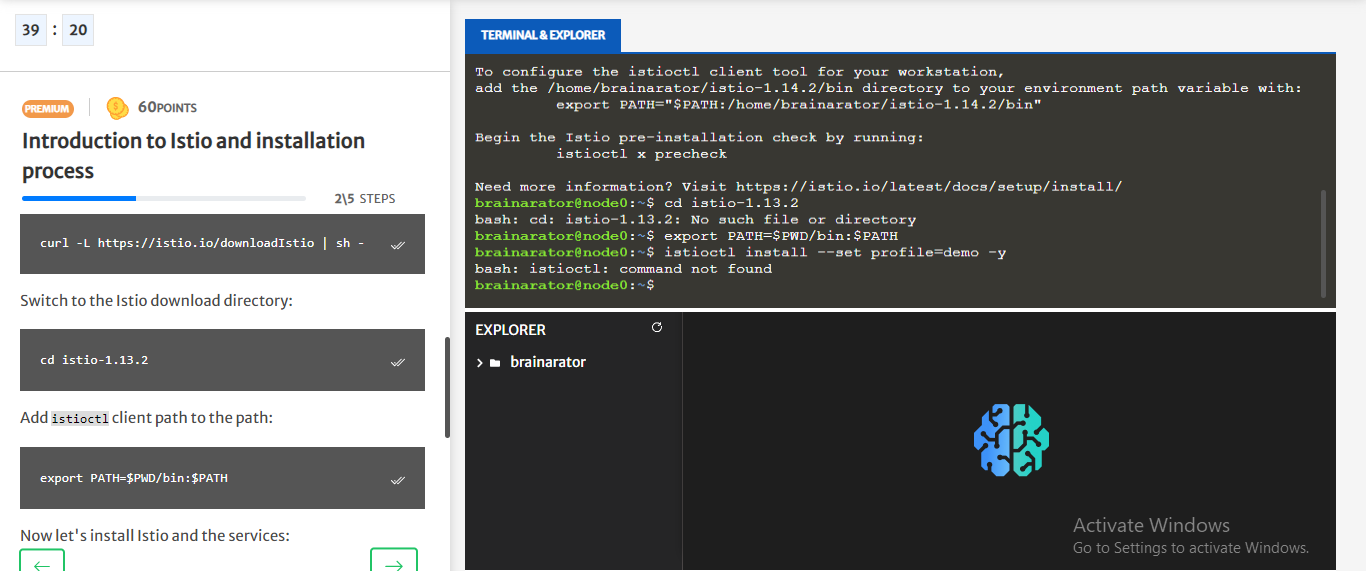 39 : 20
PREMIUM 60POINTS
Introduction to Istio and installation
process
2\5 STEPS
curl -L https://istio.io/downloadIstio | sh -
Switch to the Istio download directory:
cd istio-1.13.2
Add istioctl client path to the path:
export PATH=$PWD/bin:$PATH
Now let's install Istio and the services:
TERMINAL & EXPLORER
To configure the istioctl client tool for your workstation,
add the /home/brainarator/istio-1.14.2/bin directory to your environment path variable with:
export PATH="$PATH:/home/brainarator/istio-1.14.2/bin"
Begin the Istio pre-installation check by running:
istioctl x precheck
Need more information? Visit https://istio.io/latest/docs/setup/install/
brainarator@node0:~$ cd istio-1.13.2
bash: cd: istio-1.13.2: No such file or directory
brainarator@node0:~$ export PATH=$PWD/bin:$PATH
brainarator@node0:~$ istioctl install --set profile=demo -y
bash: istioctl: command not found
brainarator@node0:~$
EXPLORER
brainarator
Activate Windows
Go to Settings to activate Windows.